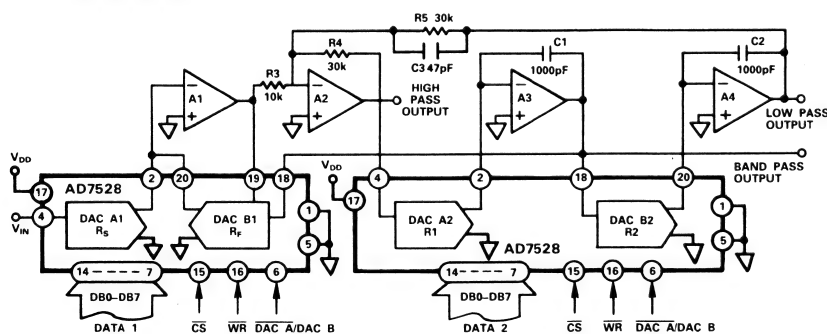 R5 30k
C3 47pF
R4
30k
R3
10k
C1
1000pF
C2
1000pF
A1
A2
A3
A4
HIGH
PASS
OUTPUT
LOW PASS
OUTPUT
BAND PASS
OUTPUT
VDD
17
2
20
19
18
AD7528
4
VIN
DAC A1
RS
DAC B1
RF
1
5
14 ---- 7
15
16
6
DB0–DB7
DATA 1
CS
WR
DAC A/DAC B
VDD
17
4
2
18
20
DAC A2
R1
AD7528
DAC B2
R2
1
5
14 ---- 7
15
16
6
DB0–DB7
DATA 2
CS
WR
DAC A/DAC B